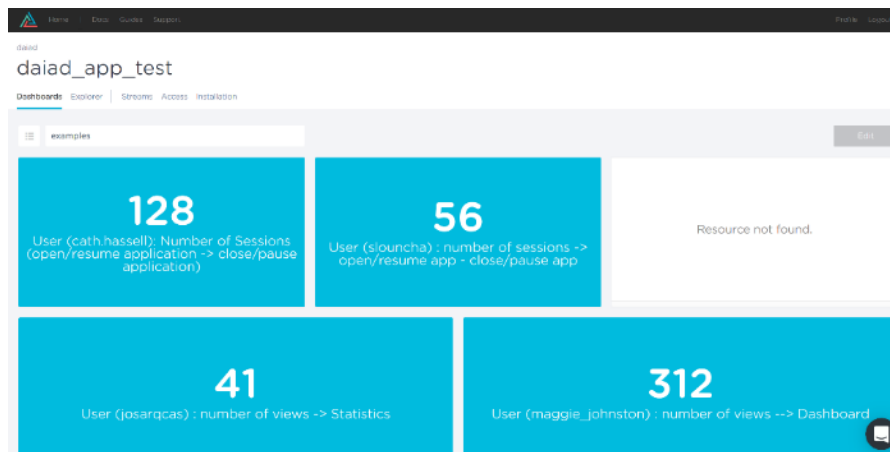 Home Data Guides Support Profile Logout
daiad
daiad_app_test
Dashboards Explorer Streams Access Installation
examples Edit
128
User (cath.hassell): Number of Sessions
(open/resume application -> close/pause
application)
56
User (slouncha) : number of sessions ->
open/resume app - close/pause app
Resource not found.
41
User (josarqcas) : number of views -> Statistics
312
User (maggie_johnston) : number of views --> Dashboard